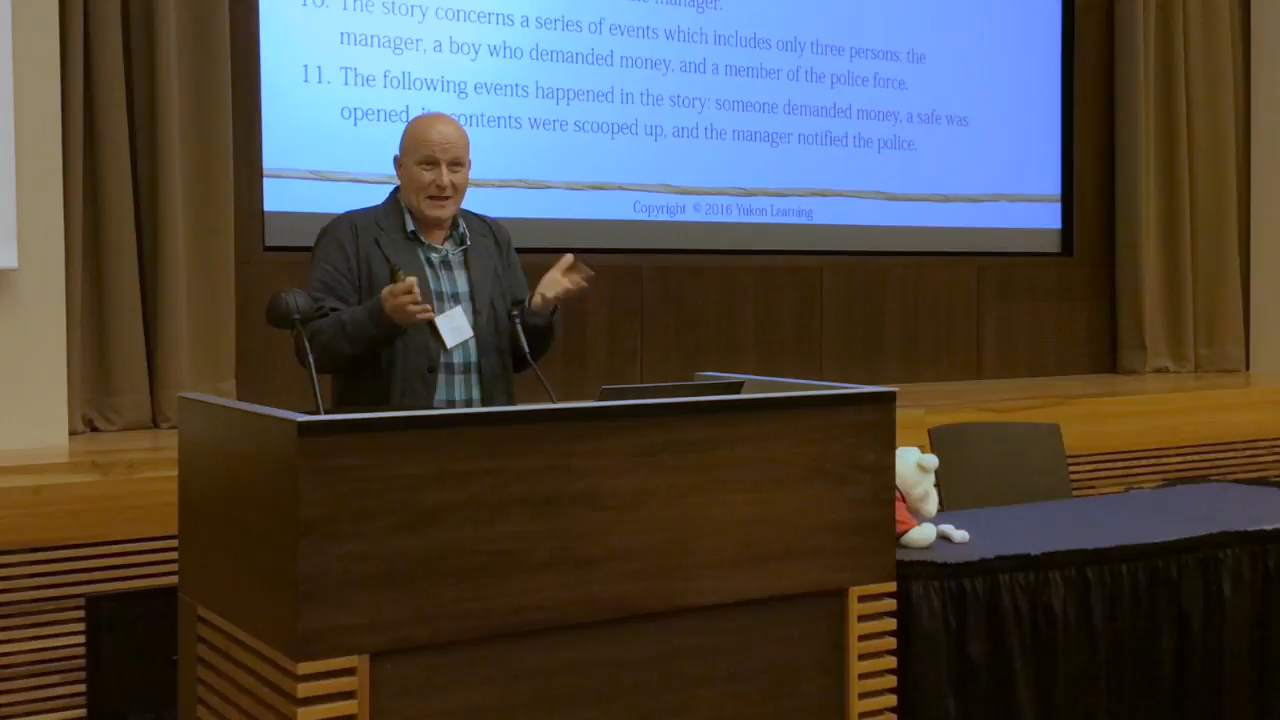 manager.
10. The story concerns a series of events which includes only three persons: the
manager, a boy who demanded money, and a member of the police force.
11. The following events happened in the story: someone demanded money, a safe was
opened, its contents were scooped up, and the manager notified the police.
Copyright © 2016 Yukon Learning